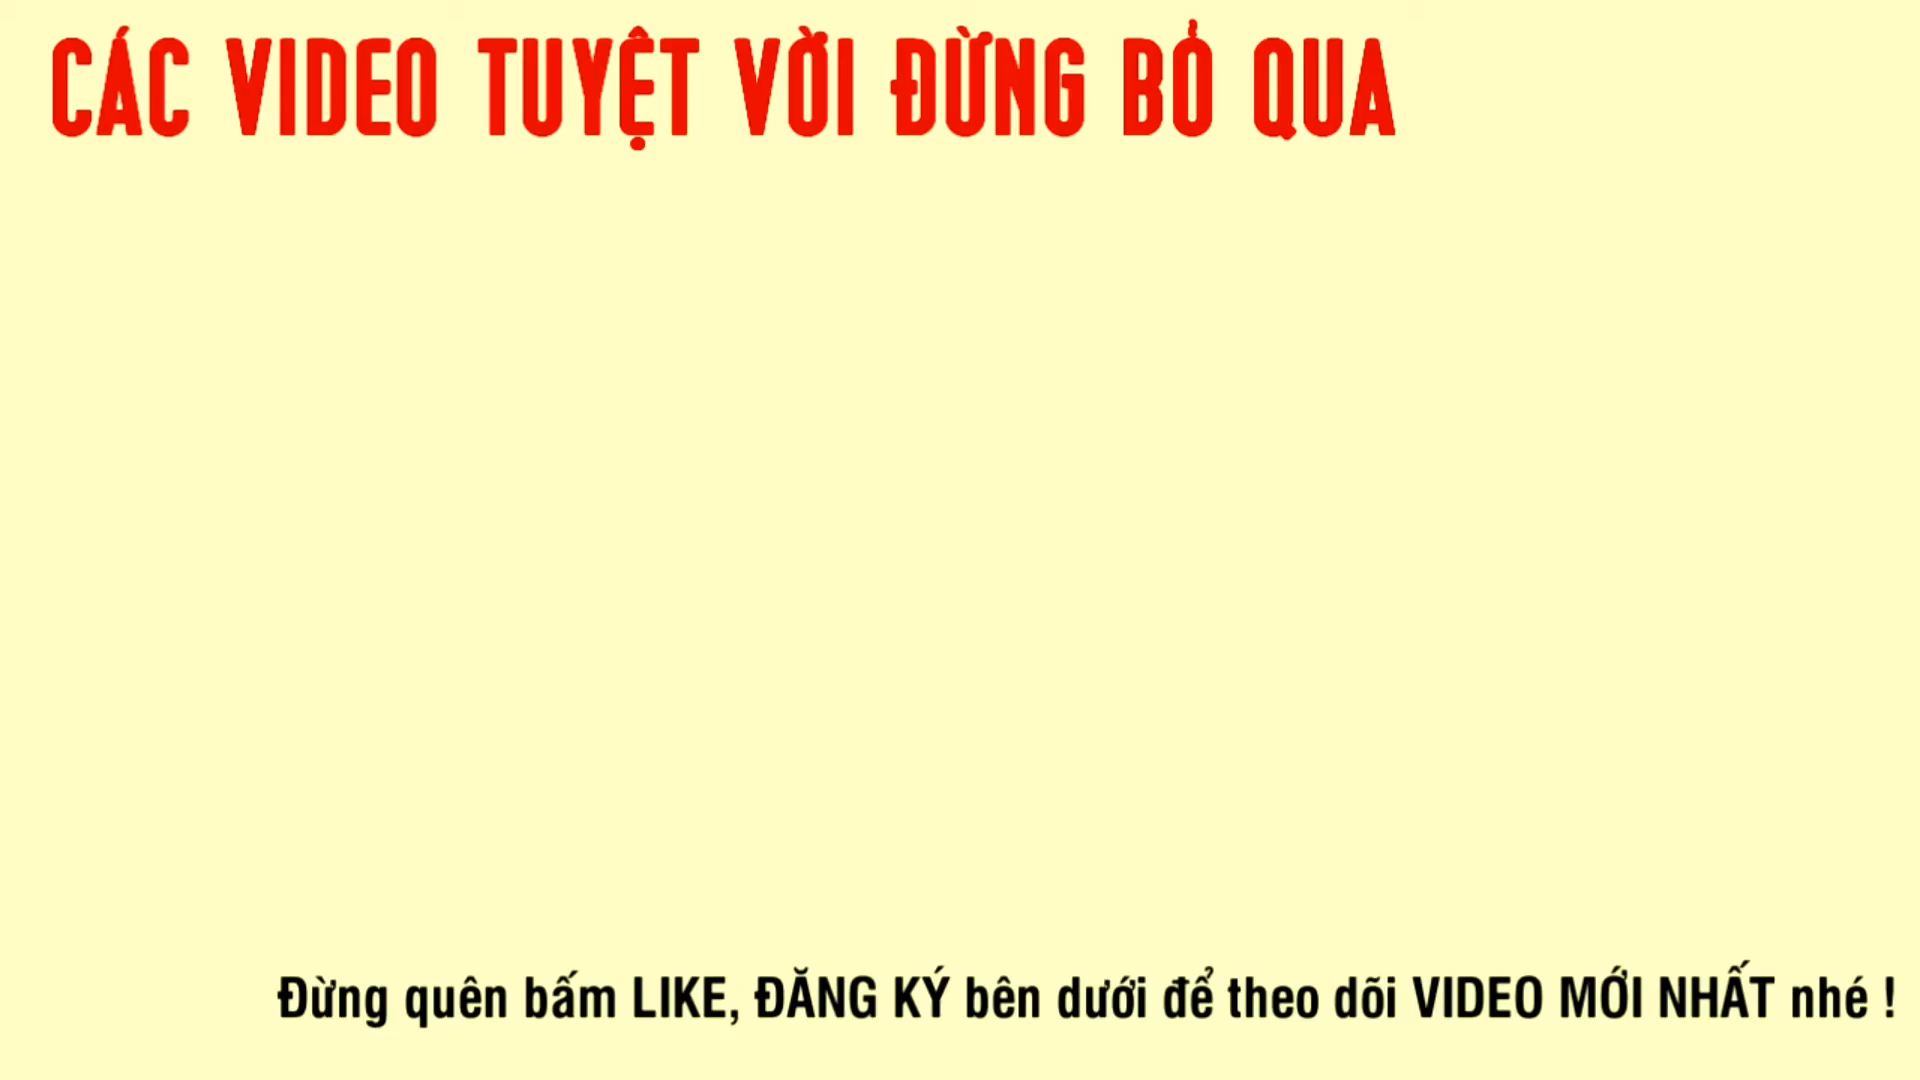 CÁC VIDEO TUYỆT VỜI ĐỪNG BỎ QUA
Đừng quên bấm LIKE, ĐĂNG KÝ bên dưới để theo dõi VIDEO MỚI NHẤT nhé !